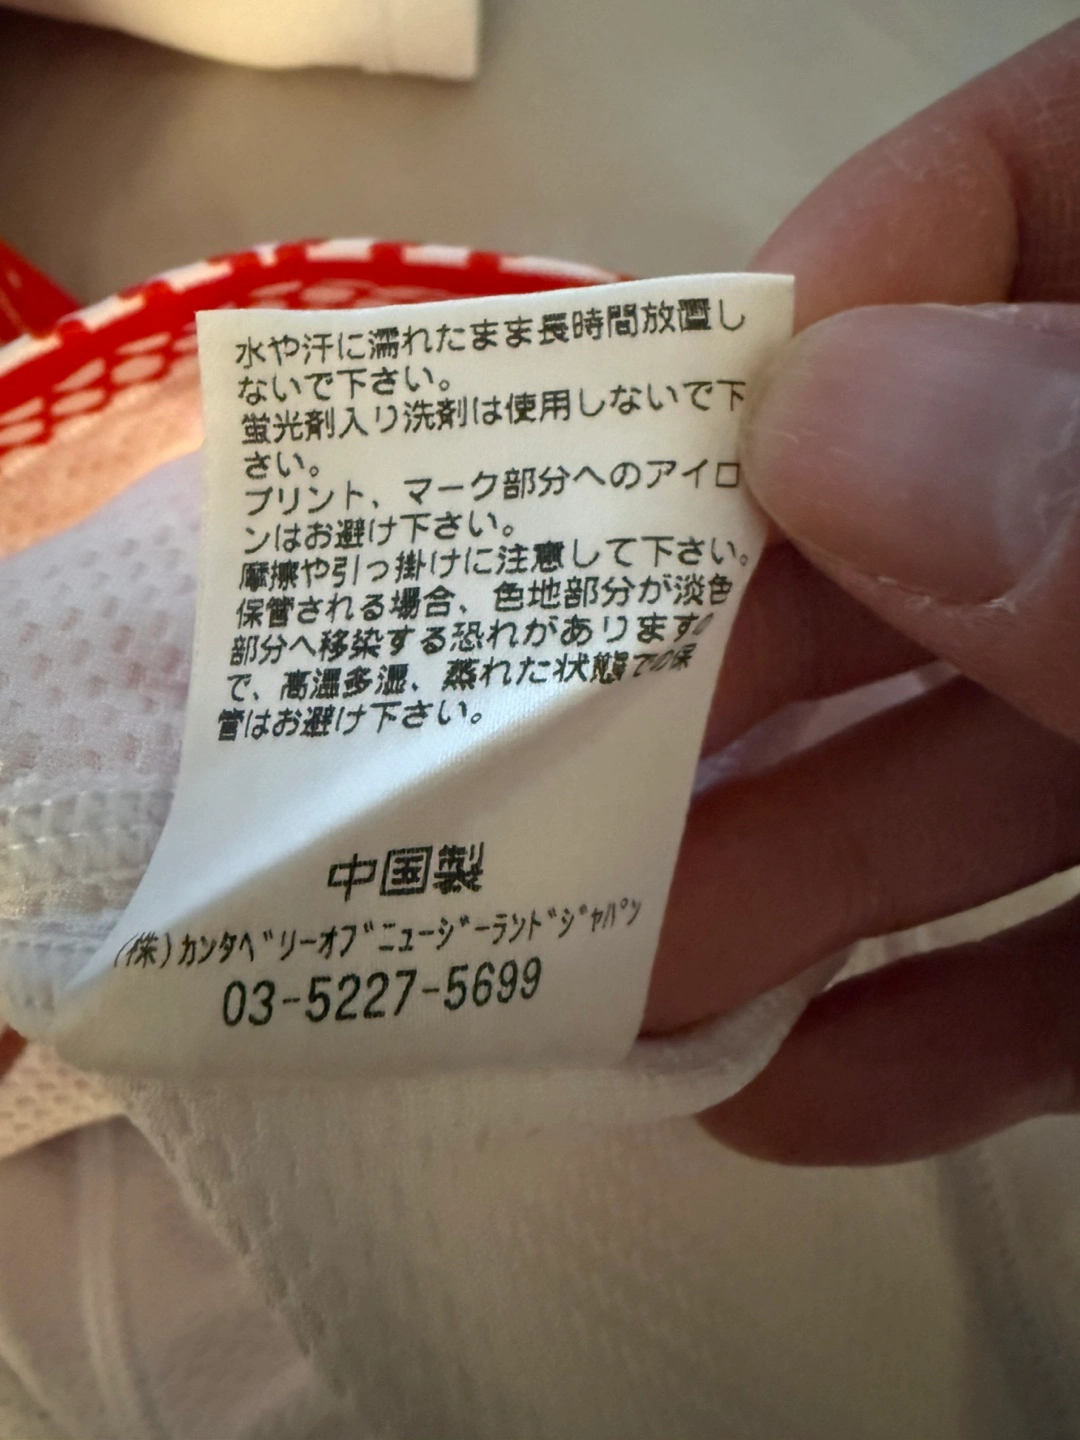 水や汗に濡れたまま長時間放置し
ないで下さい。
蛍光剤入り洗剤は使用しないで下
さい。
プリント、マーク部分へのアイロ
ンはお避け下さい。
摩擦や引っ掛けに注意して下さい。
保管される場合、色地部分が淡色
部分へ移染する恐れがありますの
で、高温多湿、蒸れた状態での保
管はお避け下さい。
中国製
(株)カンタベリーオブニュージーランドジャパン
03-5227-5699